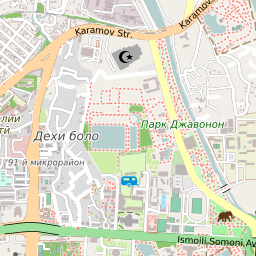 Karamov Str.
Karamov
Парк Джавонон
Дехи боло
91-й микрорайон
Ismoili Somoni Av